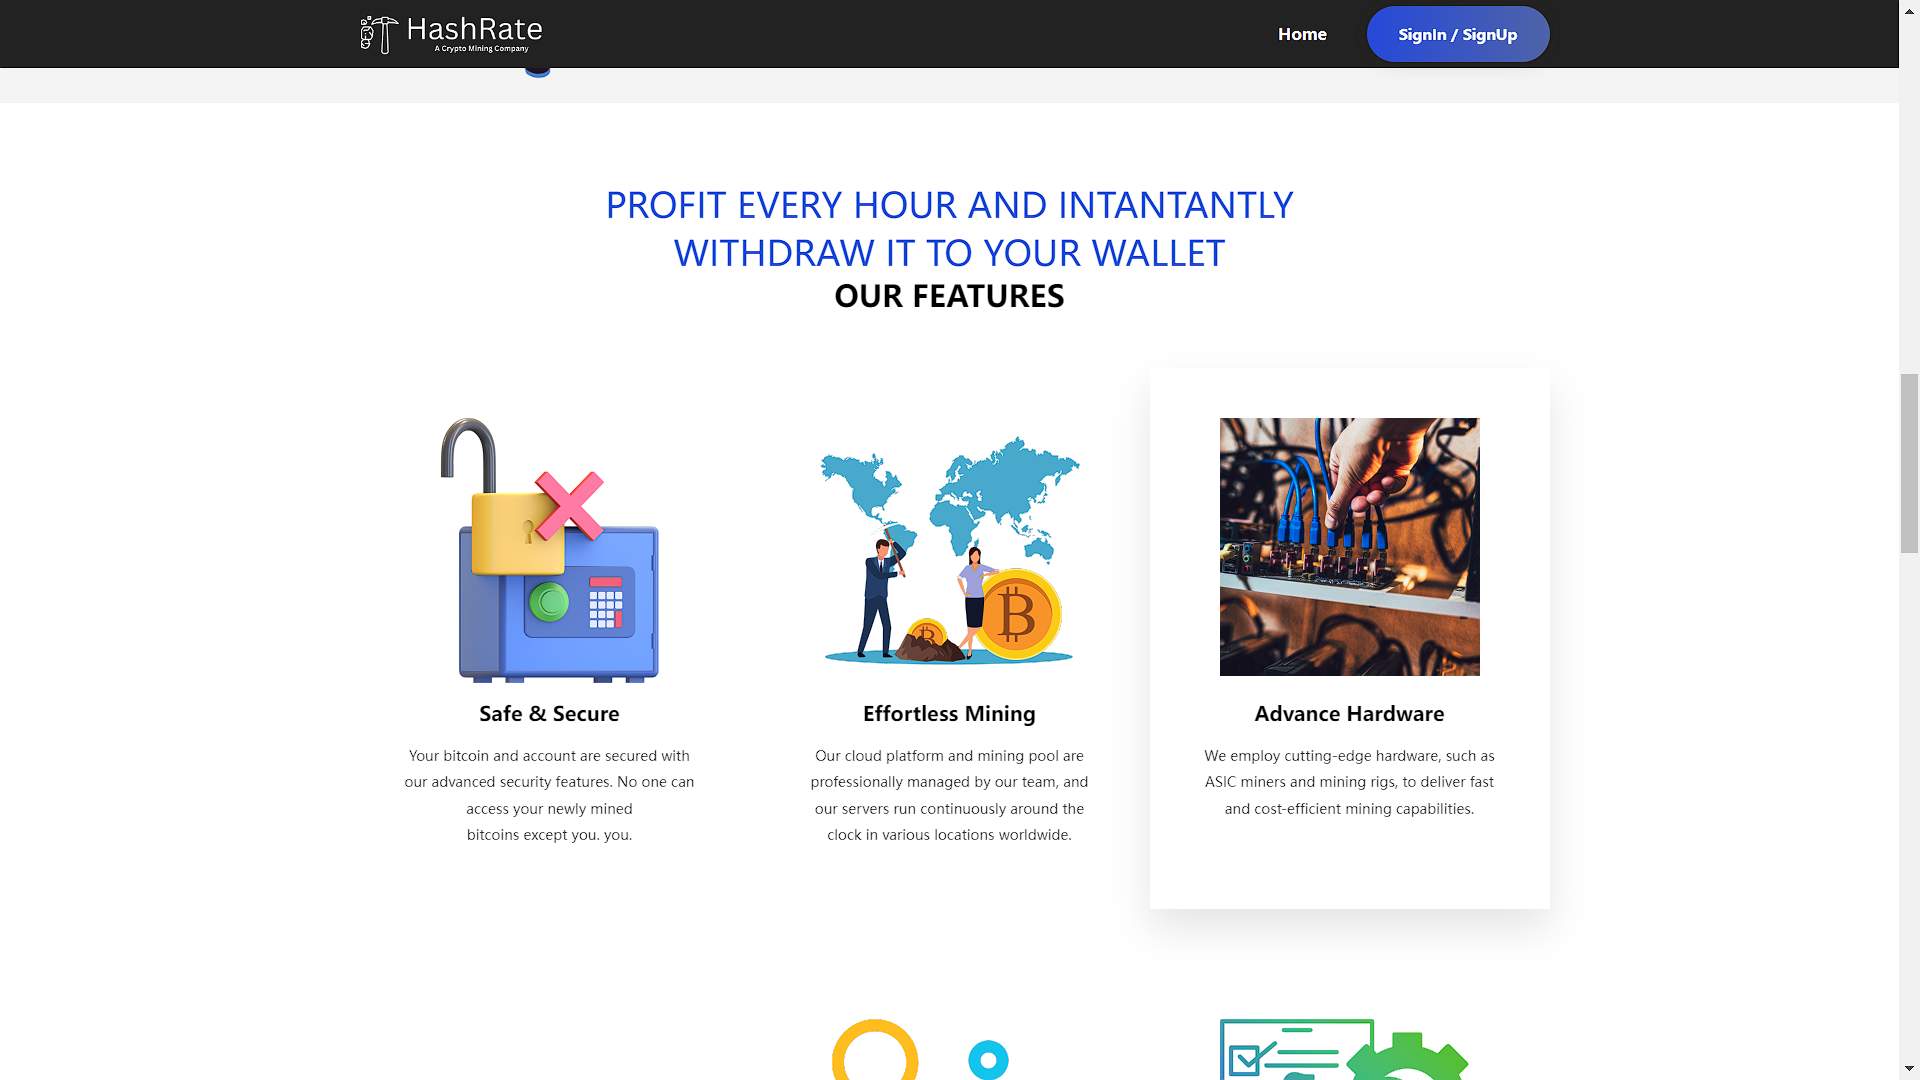 HashRate
A Crypto Mining Company
Home
SignIn / SignUp
PROFIT EVERY HOUR AND INTANTANTLY
WITHDRAW IT TO YOUR WALLET
OUR FEATURES
Safe & Secure
Your bitcoin and account are secured with
our advanced security features. No one can
access your newly mined
bitcoins except you. you.
Effortless Mining
Our cloud platform and mining pool are
professionally managed by our team, and
our servers run continuously around the
clock in various locations worldwide.
Advance Hardware
We employ cutting-edge hardware, such as
ASIC miners and mining rigs, to deliver fast
and cost-efficient mining capabilities.